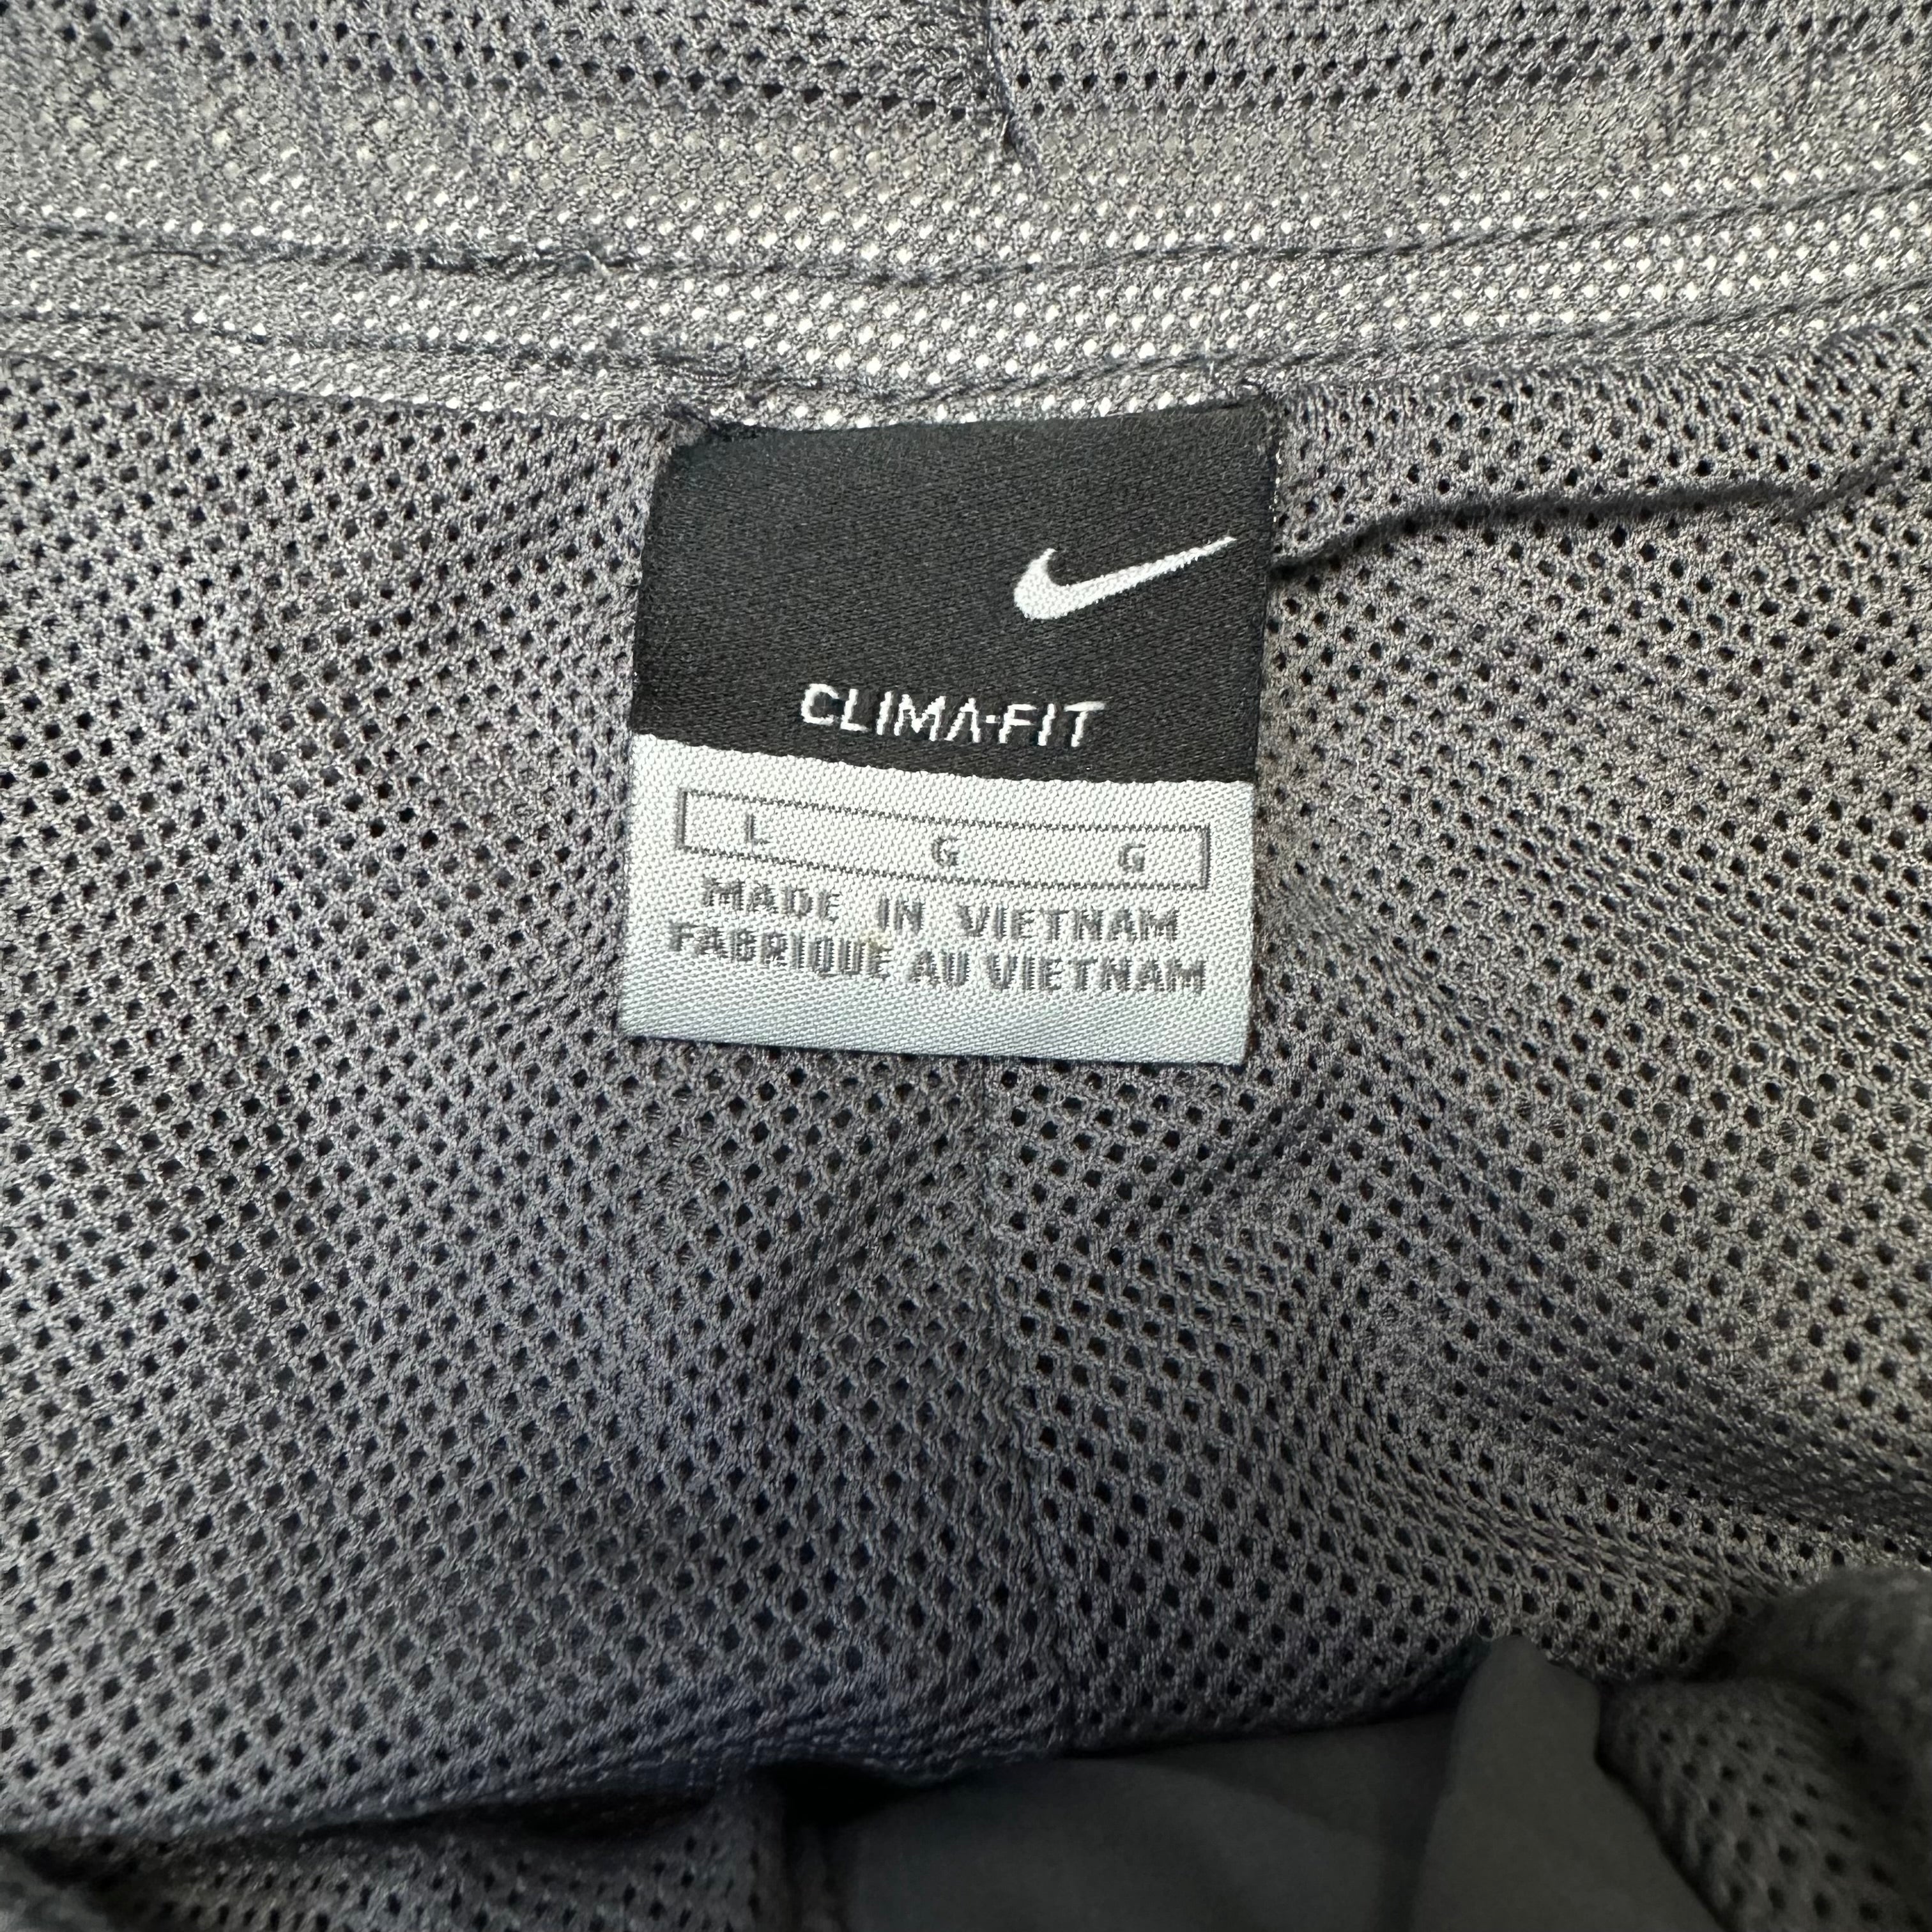 CLIMA-FIT
L G G
MADE IN VIETNAM
FABRIQUE AU VIETNAM